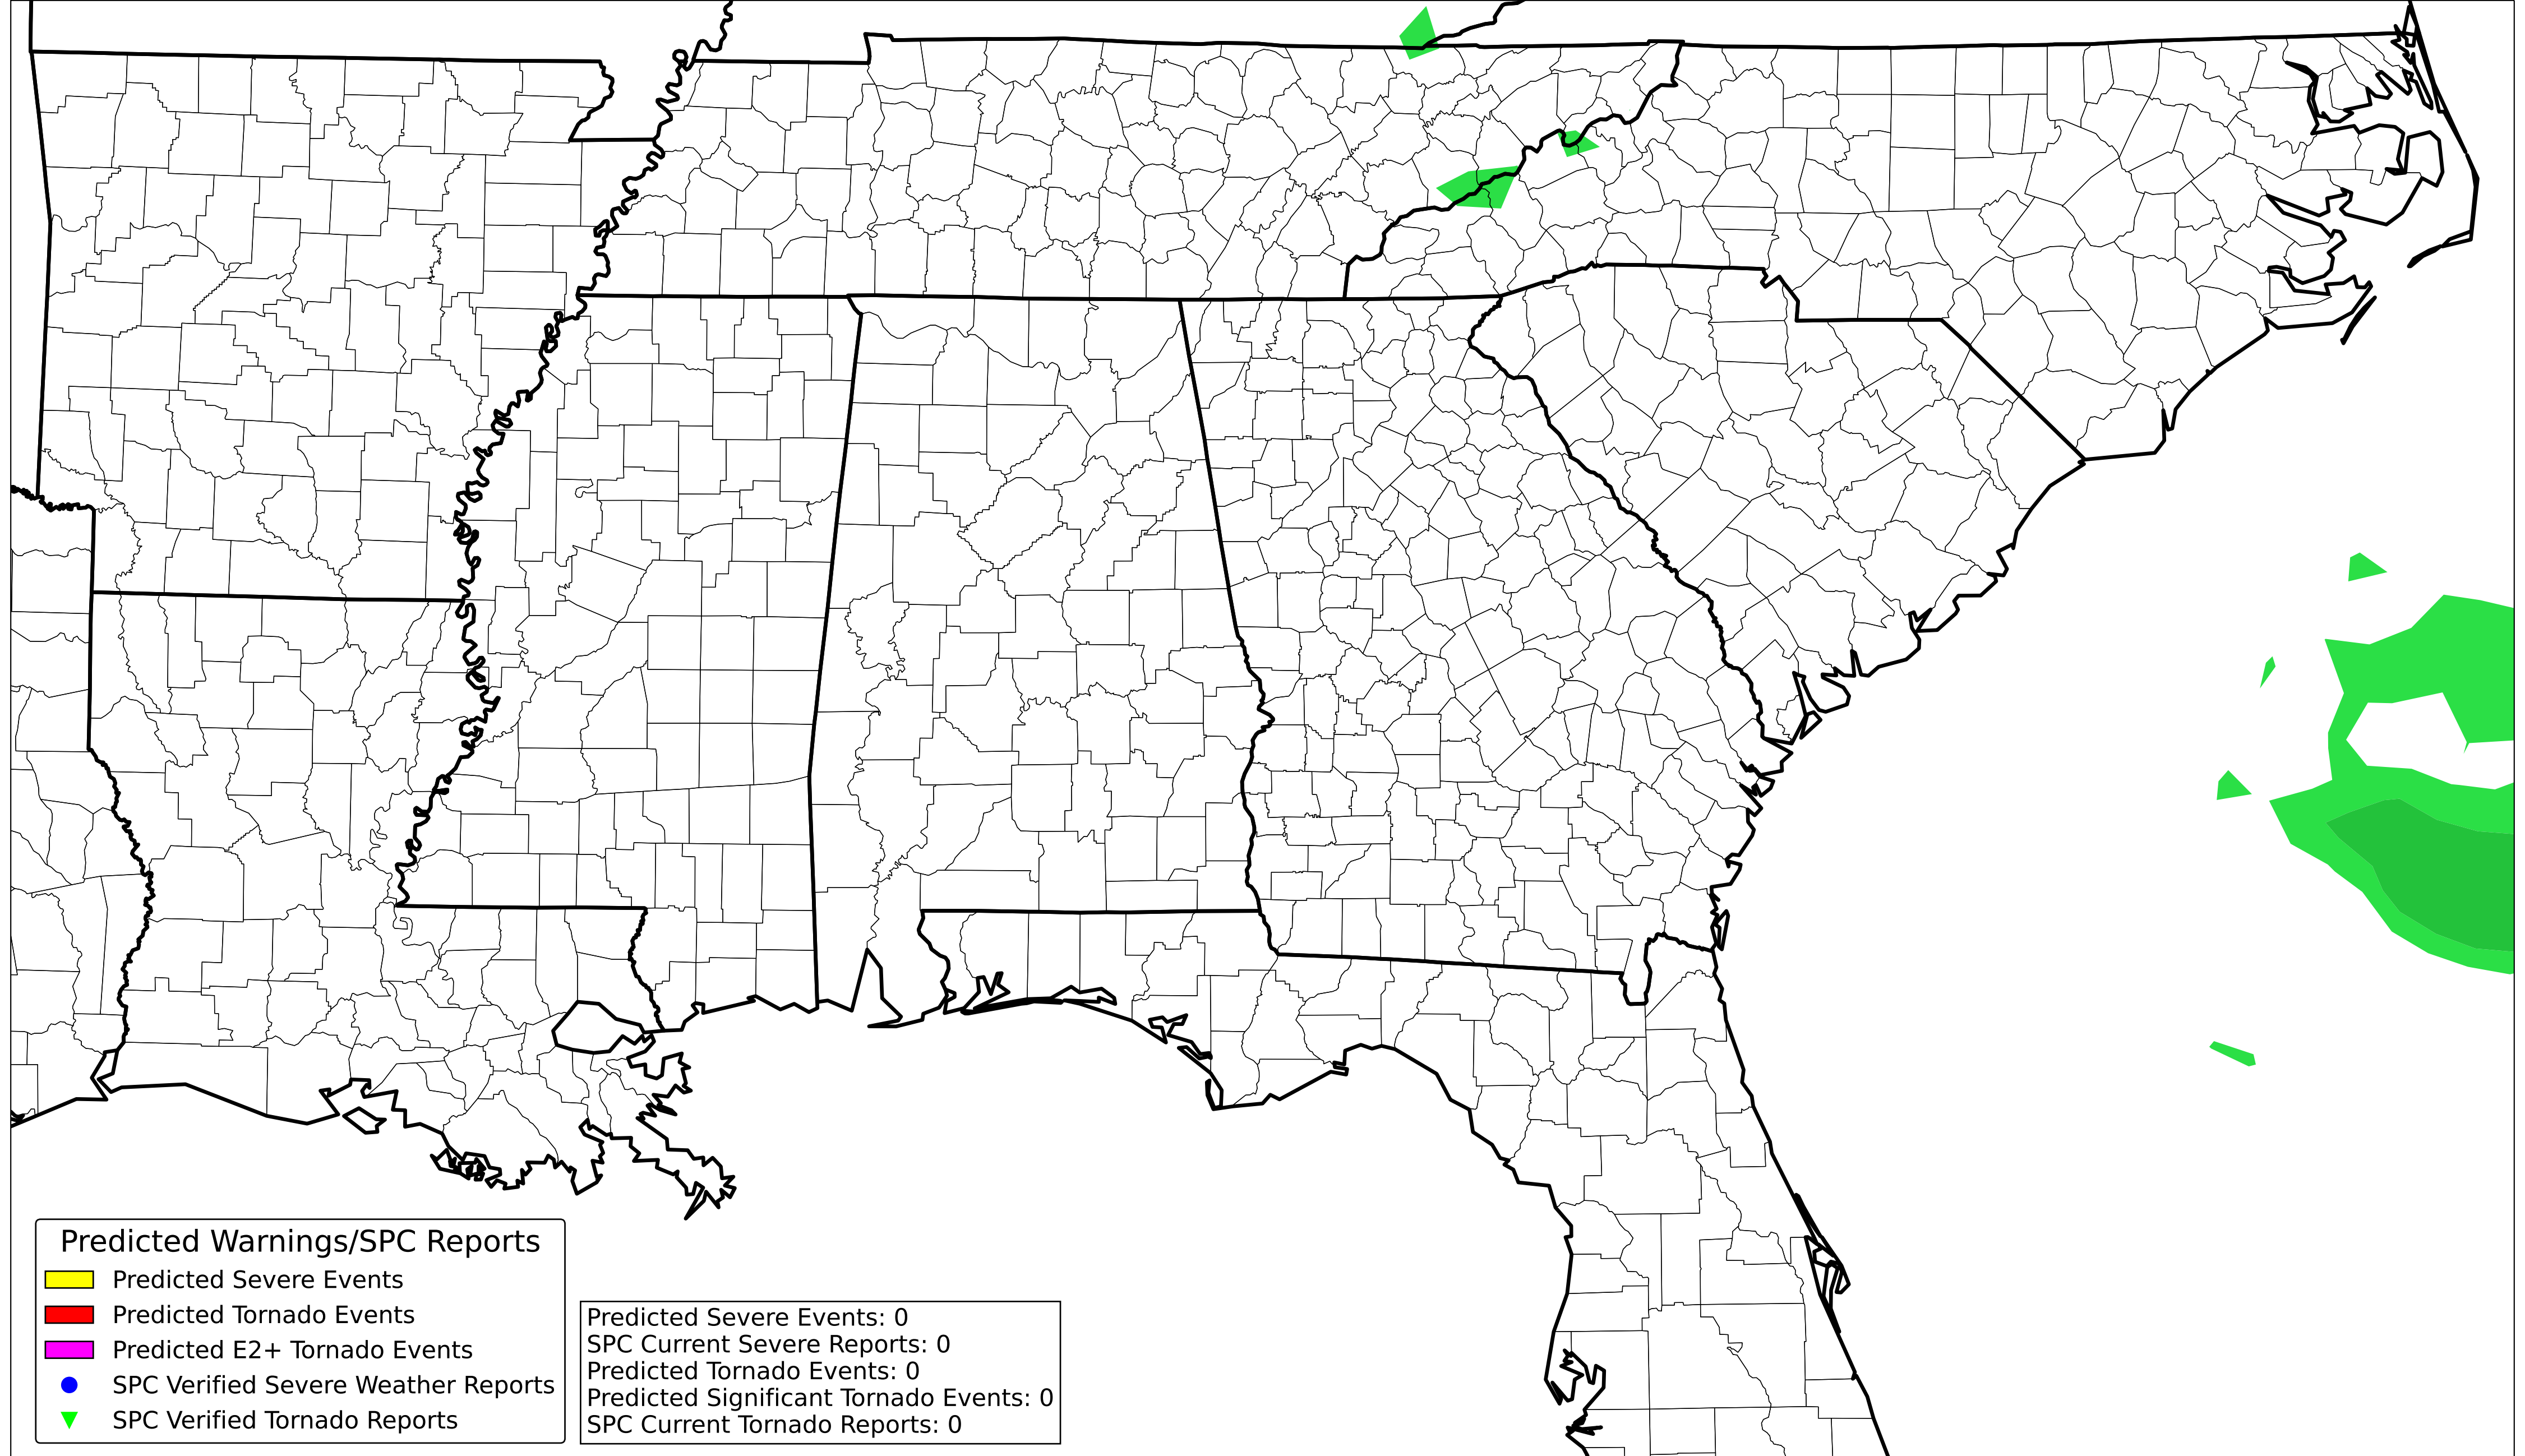 Predicted Warnings/SPC Reports
Predicted Severe Events
Predicted Tornado Events
Predicted E2+ Tornado Events
SPC Verified Severe Weather Reports
SPC Verified Tornado Reports
Predicted Severe Events: 0
SPC Current Severe Reports: 0
Predicted Tornado Events: 0
Predicted Significant Tornado Events: 0
SPC Current Tornado Reports: 0